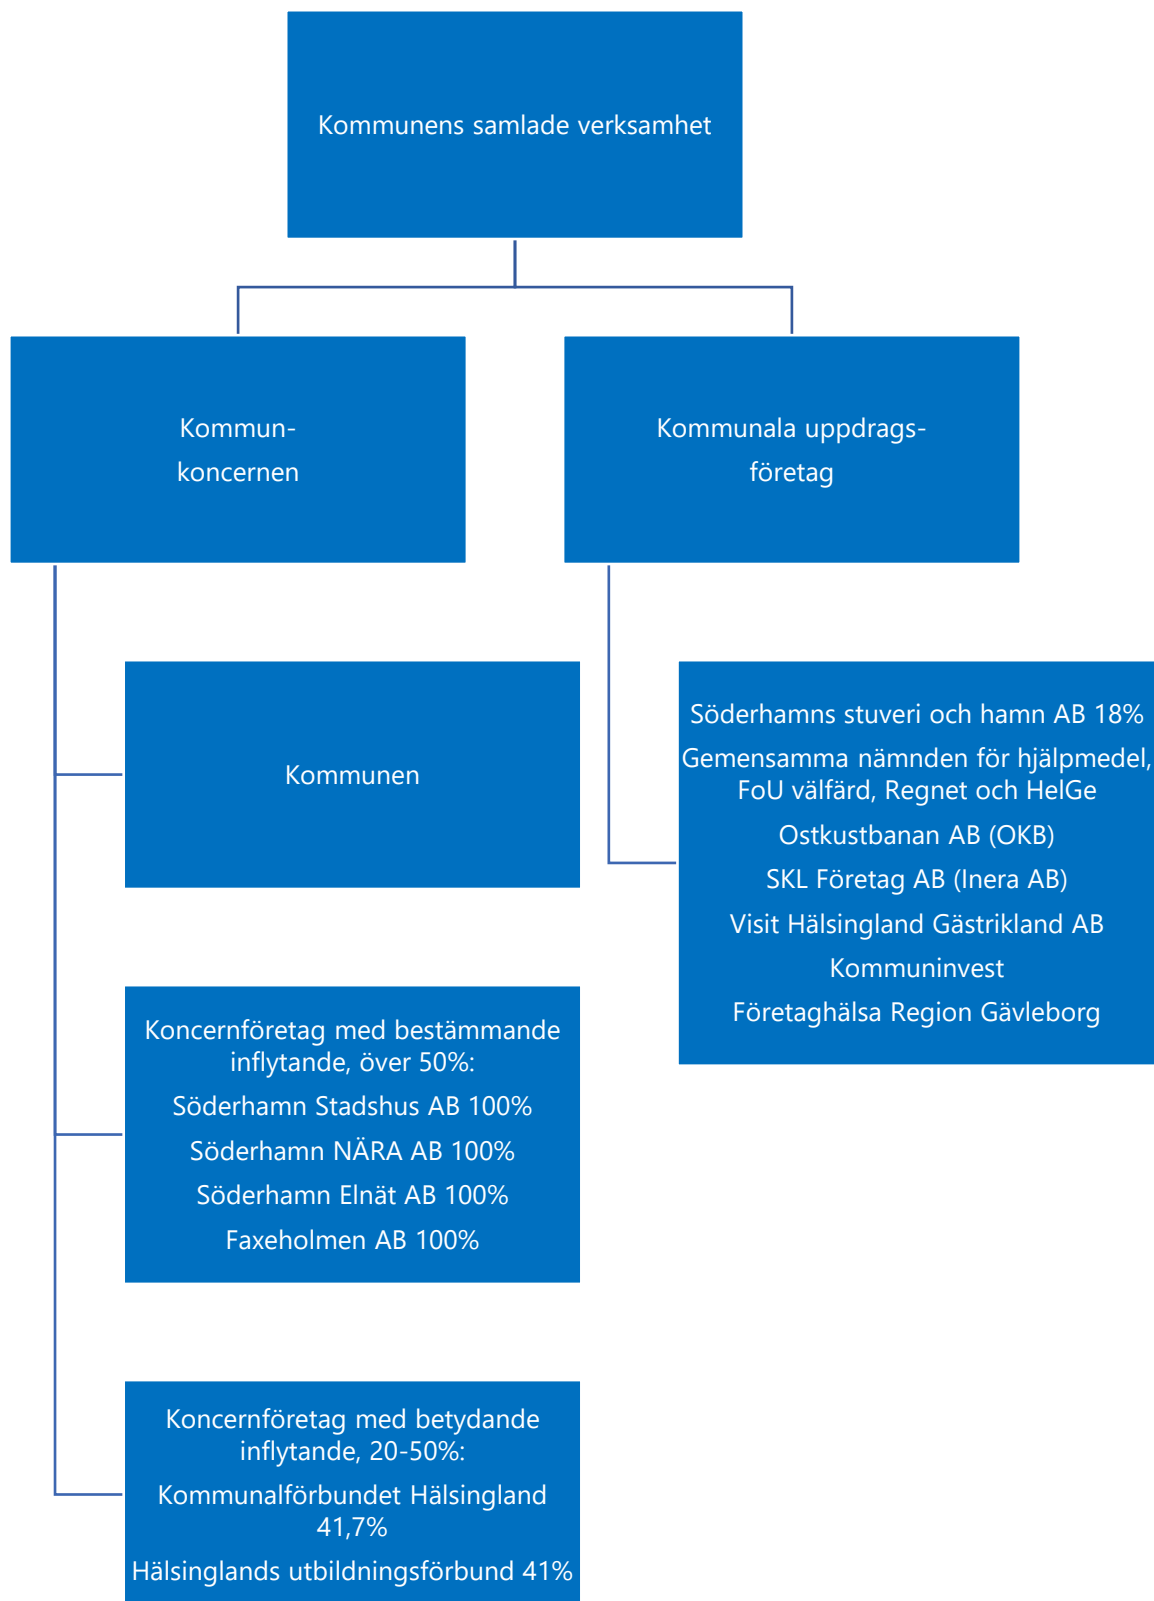 Kommunens samlade verksamhet
Kommun-
koncernen
Kommunala uppdrags-
företag
Kommunen
Söderhamns stuveri och hamn AB 18%
Gemensamma nämnden för hjälpmedel,
FoU välfärd, Regnet och HelGe
Ostkustbanan AB (OKB)
SKL Företag AB (Inera AB)
Visit Hälsingland Gästrikland AB
Kommuninvest
Företaghälsa Region Gävleborg
Koncernföretag med bestämmande
inflytande, över 50%:
Söderhamn Stadshus AB 100%
Söderhamn NÄRA AB 100%
Söderhamn Elnät AB 100%
Faxeholmen AB 100%
Koncernföretag med betydande
inflytande, 20-50%:
Kommunalförbundet Hälsingland
41,7%
Hälsinglands utbildningsförbund 41%